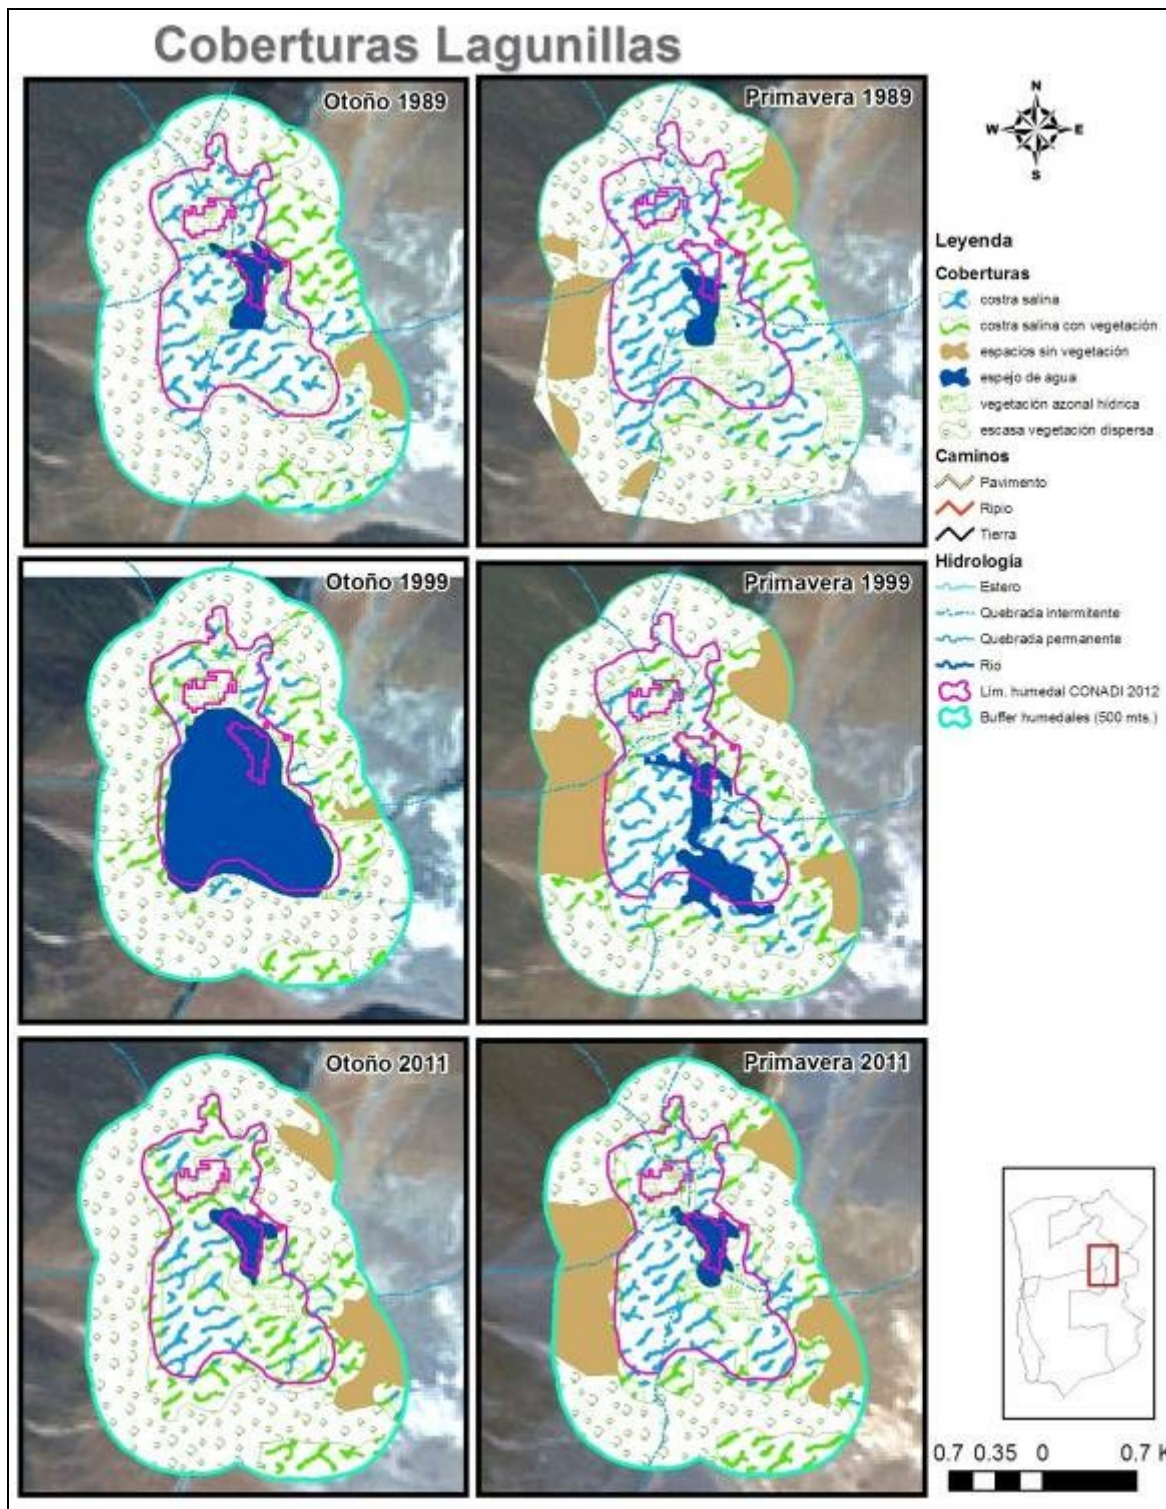 Coberturas Lagunillas
Otoño 1989
Primavera 1989
N
W E
S
Leyenda
Coberturas
costra salina
costra salina con vegetación
espacios sin vegetación
espejo de agua
vegetación azonal hídrica
escasa vegetación dispersa
Caminos
Pavimento
Ripio
Tierra
Hidrología
Estero
Quebrada intermitente
Quebrada permanente
Rio
Lim. humedal CONADI 2012
Buffer humedales (500 mts.)
Otoño 1999
Primavera 1999
Otoño 2011
Primavera 2011
0.7 0.35 0 0.7 K